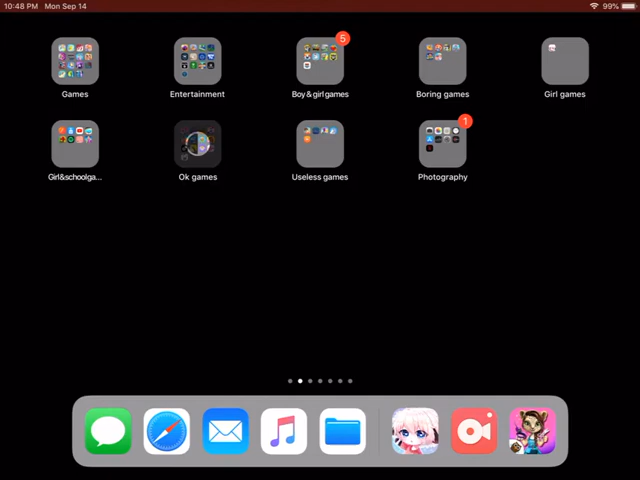 10:48 PM Mon Sep 14 99%
5
Games Entertainment Boy & girl games Boring games Girl games
1
Girl&schoolga... Ok games Useless games Photography